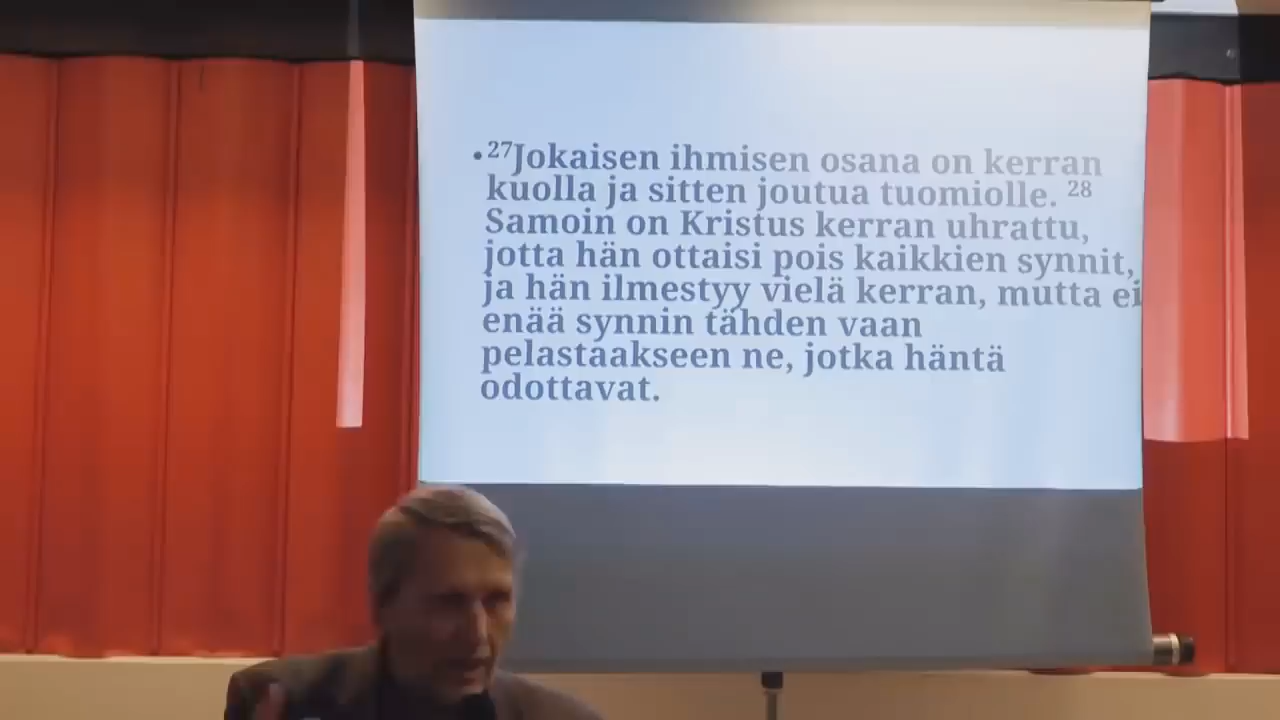 •²⁷Jokaisen ihmisen osana on kerran
kuolla ja sitten joutua tuomiolle. ²⁸
Samoin on Kristus kerran uhrattu,
jotta hän ottaisi pois kaikkien synnit,
ja hän ilmestyy vielä kerran, mutta ei
enää synnin tähden vaan
pelastaakseen ne, jotka häntä
odottavat.